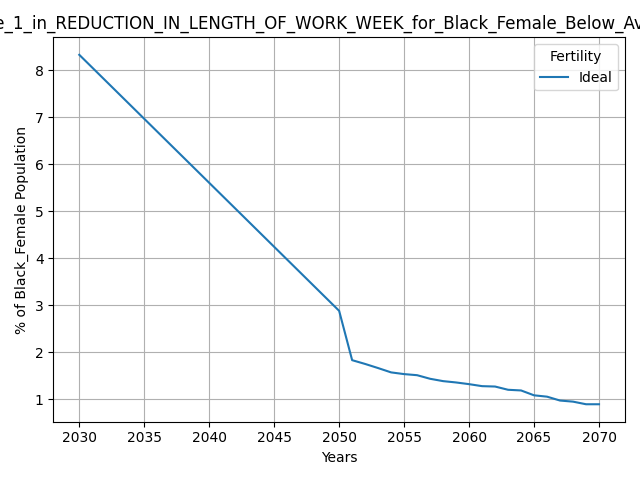 e_1_in_REDUCTION_IN_LENGTH_OF_WORK_WEEK_for_Black_Female_Below_Av
Fertility
Ideal
% of Black_Female Population
8
7
6
5
4
3
2
1
2030 2035 2040 2045 2050 2055 2060 2065 2070
Years